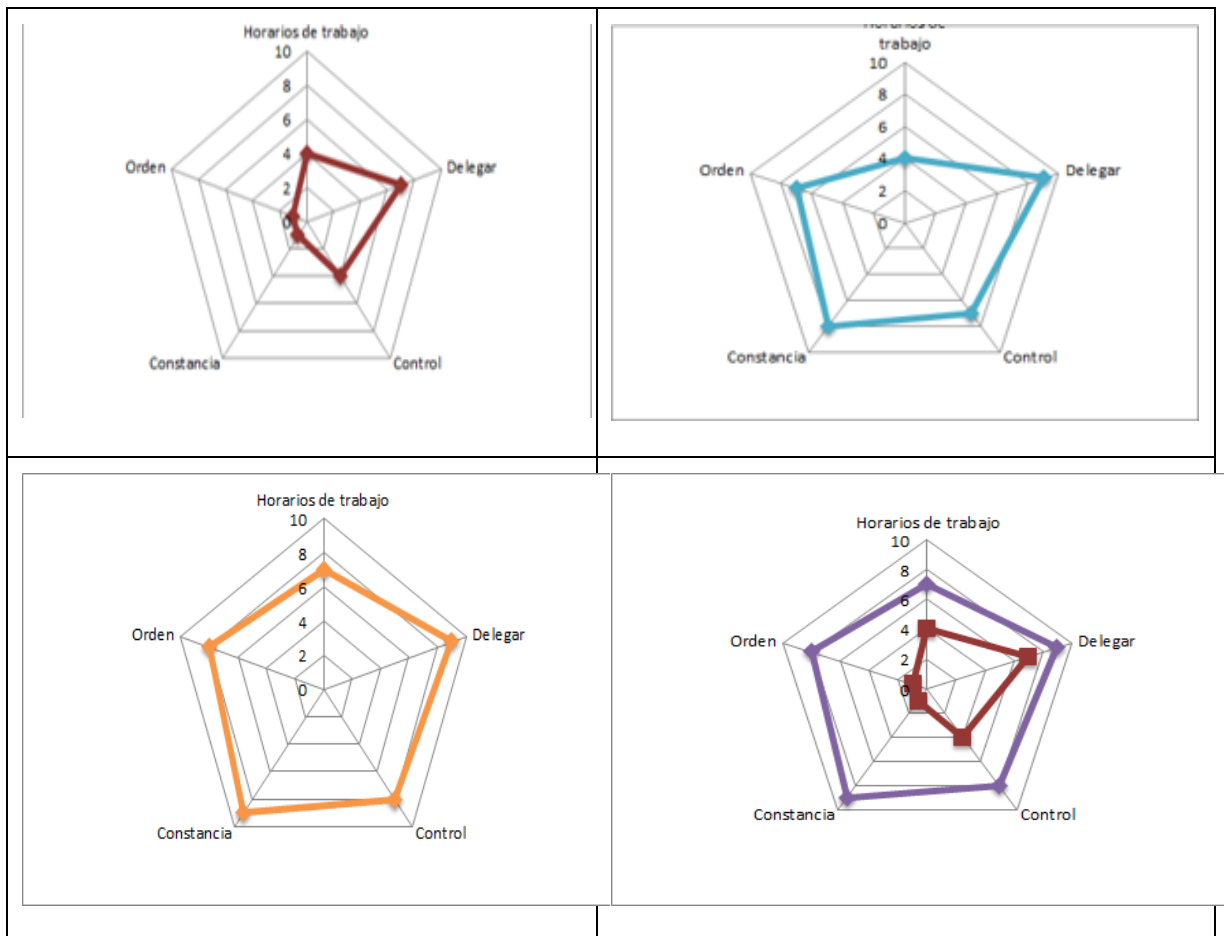 Horarios de trabajo
10
8
6
4
2
0
Orden
Delegar
Constancia
Control
Horarios de
trabajo
10
8
6
4
2
0
Orden
Delegar
Constancia
Control
Horarios de trabajo
10
8
6
4
2
0
Orden
Delegar
Constancia
Control
Horarios de trabajo
10
8
6
4
2
0
Orden
Delegar
Constancia
Control